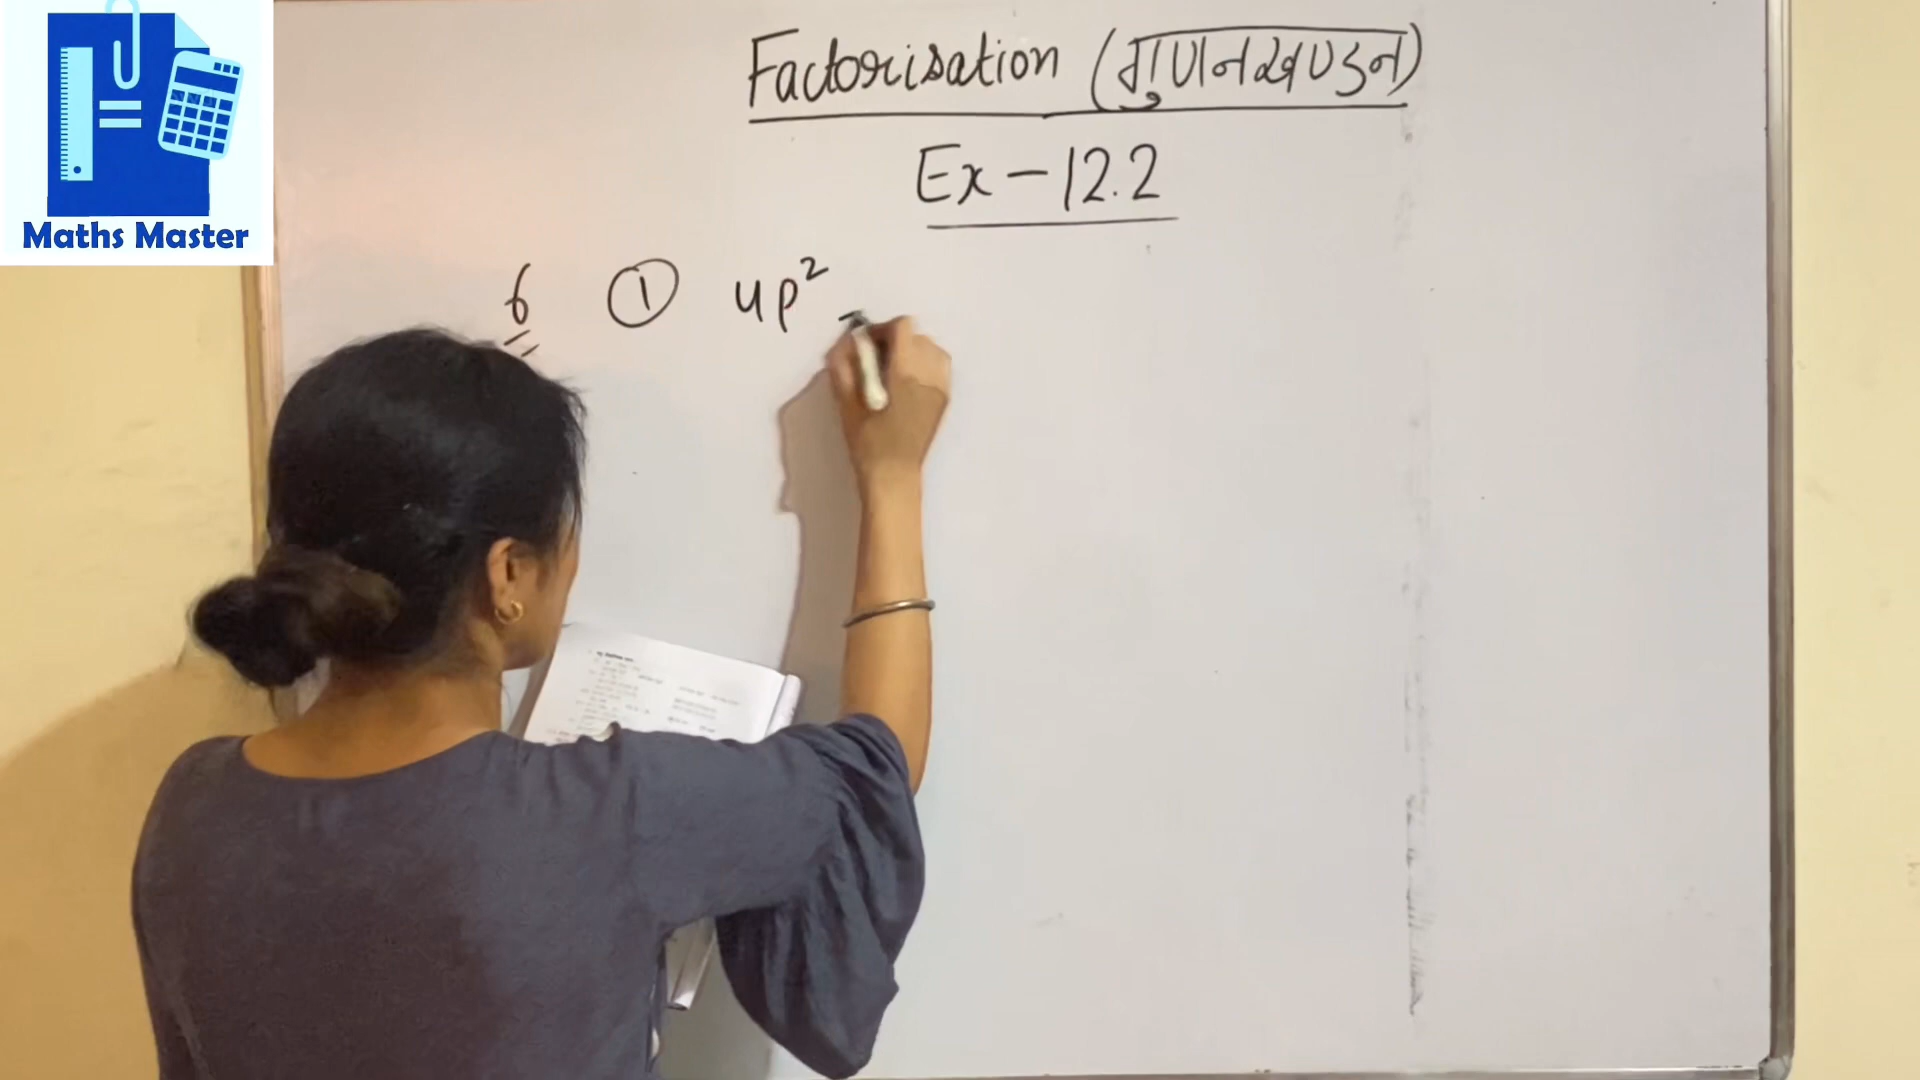 Maths Master
Factorisation (गुणनखण्डन)
Ex - 12.2
6 ① 4p² -